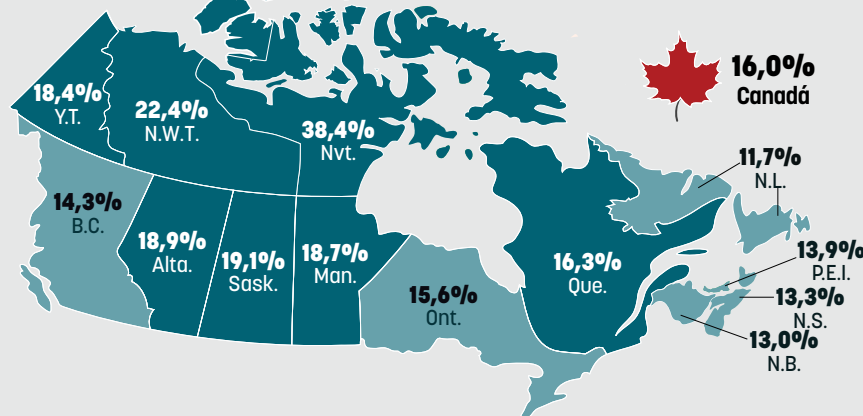 16,0%
Canadá
18,4%
Y.T.
22,4%
N.W.T.
38,4%
Nvt.
11,7%
N.L.
14,3%
B.C.
18,9%
Alta.
19,1%
Sask.
18,7%
Man.
16,3%
Que.
13,9%
P.E.I.
15,6%
Ont.
13,3%
N.S.
13,0%
N.B.